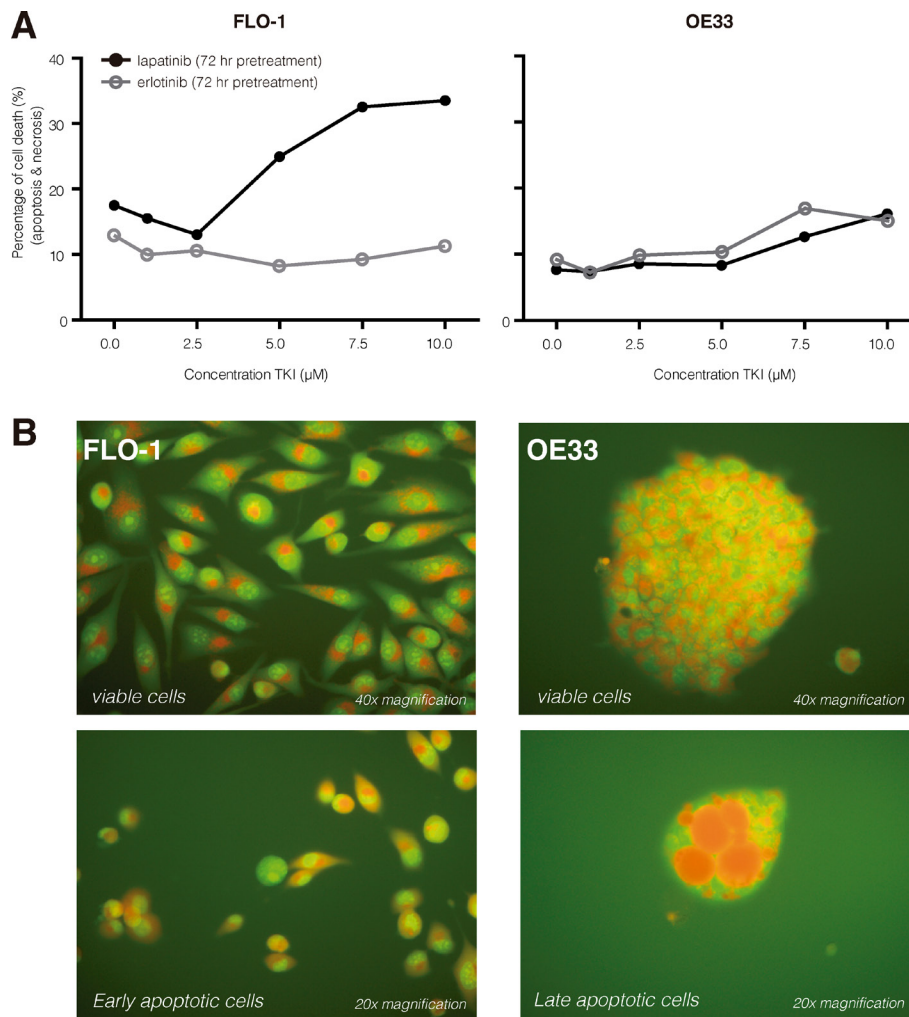 A
FLO-1
OE33
lapatinib (72 hr pretreatment)
erlotinib (72 hr pretreatment)
Percentage of cell death (%)
(apoptosis & necrosis)
40
30
20
10
0
0
0.0
2.5
5.0
7.5
10.0
0.0
2.5
5.0
7.5
10.0
Concentration TKI (µM)
Concentration TKI (µM)
B
FLO-1
viable cells
40x magnification
OE33
viable cells
40x magnification
Early apoptotic cells
20x magnification
Late apoptotic cells
20x magnification